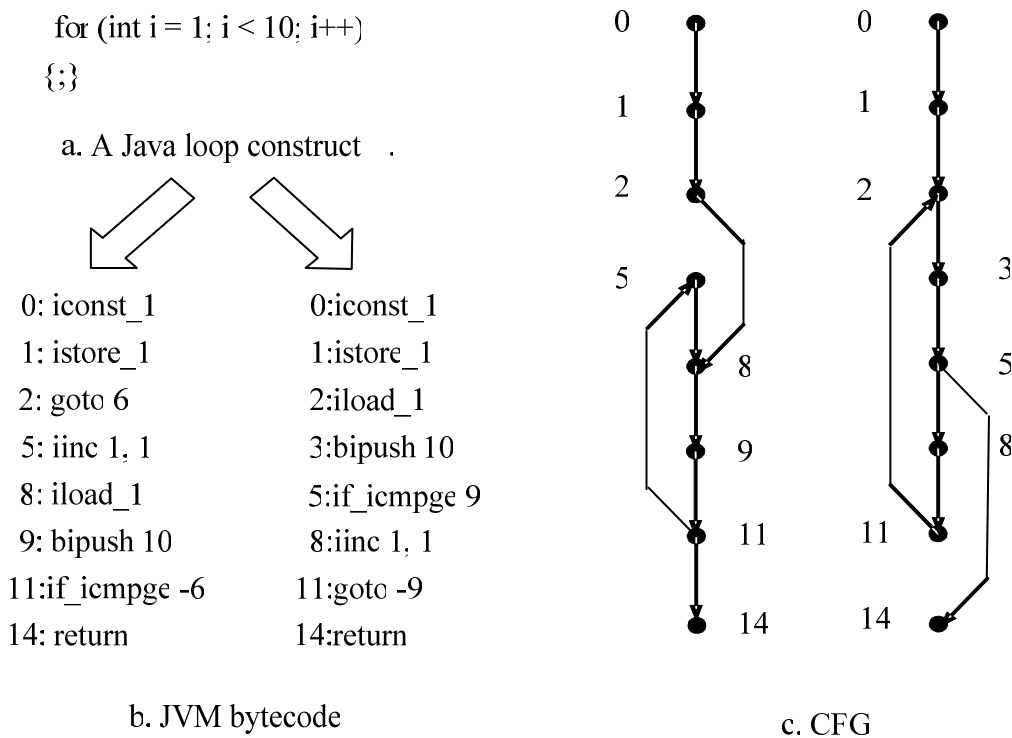 for (int i = 1; i < 10; i++)
{;}
a. A Java loop construct .
0: iconst_1
1: istore_1
2: goto 6
5: iinc 1, 1
8: iload_1
9: bipush 10
11:if_icmpge -6
14: return
0:iconst_1
1:istore_1
2:iload_1
3:bipush 10
5:if_icmpge 9
8:iinc 1, 1
11:goto -9
14:return
b. JVM bytecode
0
1
2
5
8
9
11
14
0
1
2
3
5
8
11
14
c. CFG